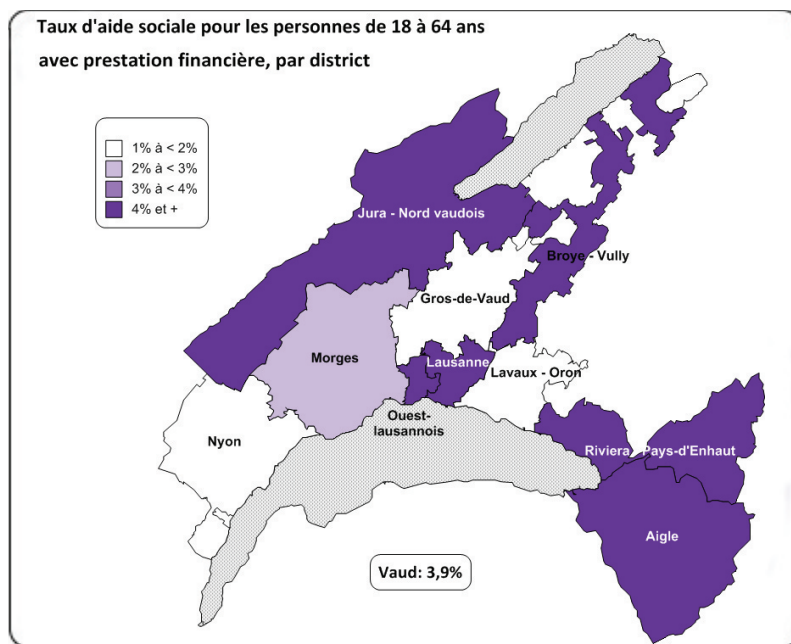 Taux d'aide sociale pour les personnes de 18 à 64 ans
avec prestation financière, par district
1% à < 2%
2% à < 3%
3% à < 4%
4% et +
Jura - Nord vaudois
Broye - Vully
Gros-de-Vaud
Morges
Lausanne
Lavaux - Oron
Ouest-
lausannois
Nyon
Riviera
Pays-d'Enhaut
Aigle
Vaud: 3,9%